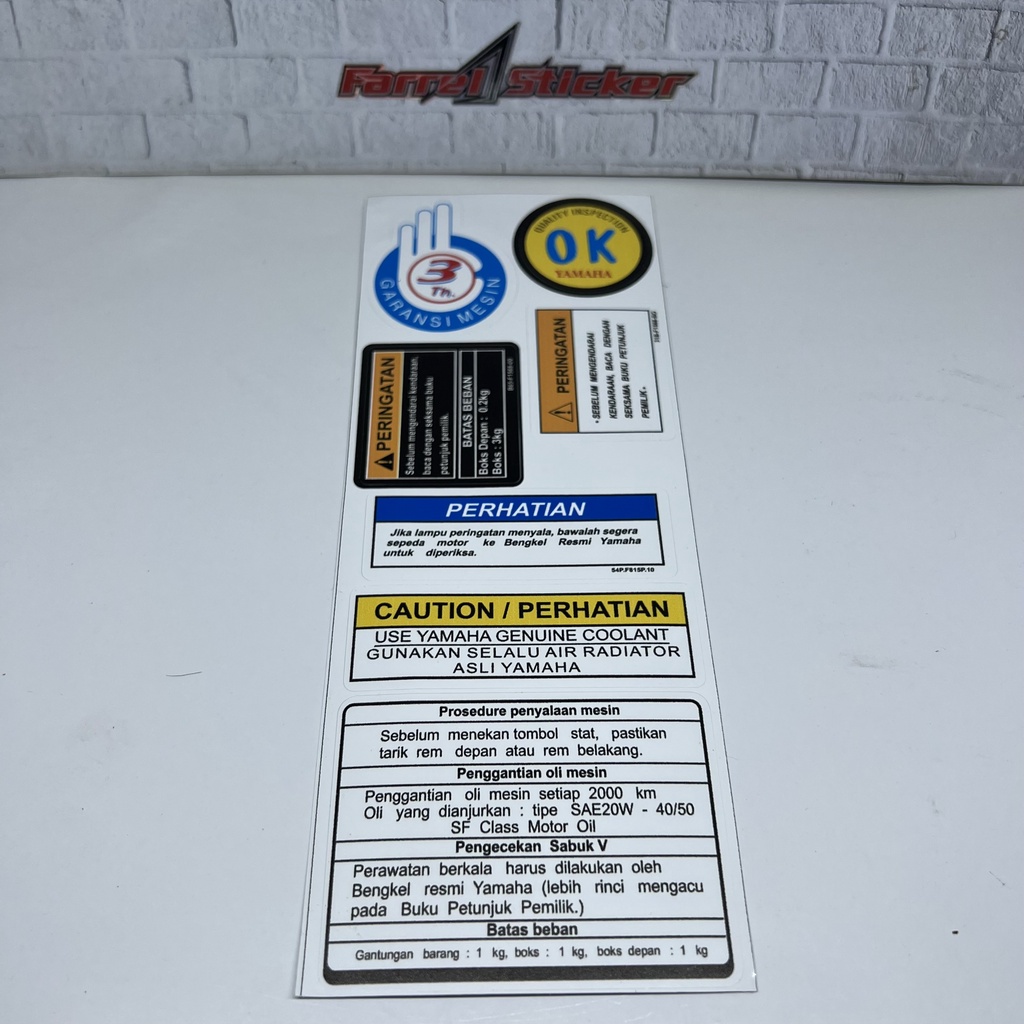 Farrel Sticker
3
Th.
GARANSI MESIN
QUALITY INSPECTION
OK
YAMAHA
PERINGATAN
Sebelum mengendarai kendaraan,
baca dengan seksama buku
petunjuk pemilik.
BATAS BEBAN
Boks Depan : 0.2kg
Boks : 3kg
PERINGATAN
• SEBELUM MENGENDARAI
KENDARAAN, BACA DENGAN
SEKSAMA BUKU PETUNJUK
PEMILIK •
PERHATIAN
Jika lampu peringatan menyala, bawalah segera
sepeda motor ke Bengkel Resmi Yamaha
untuk diperiksa.
54P.F815P.10
CAUTION / PERHATIAN
USE YAMAHA GENUINE COOLANT
GUNAKAN SELALU AIR RADIATOR
ASLI YAMAHA
Prosedure penyalaan mesin
Sebelum menekan tombol stat, pastikan
tarik rem depan atau rem belakang.
Penggantian oli mesin
Penggantian oli mesin setiap 2000 km
Oli yang dianjurkan : tipe SAE20W - 40/50
SF Class Motor Oil
Pengecekan Sabuk V
Perawatan berkala harus dilakukan oleh
Bengkel resmi Yamaha (lebih rinci mengacu
pada Buku Petunjuk Pemilik.)
Batas beban
Gantungan barang : 1 kg, boks : 1 kg, boks depan : 1 kg